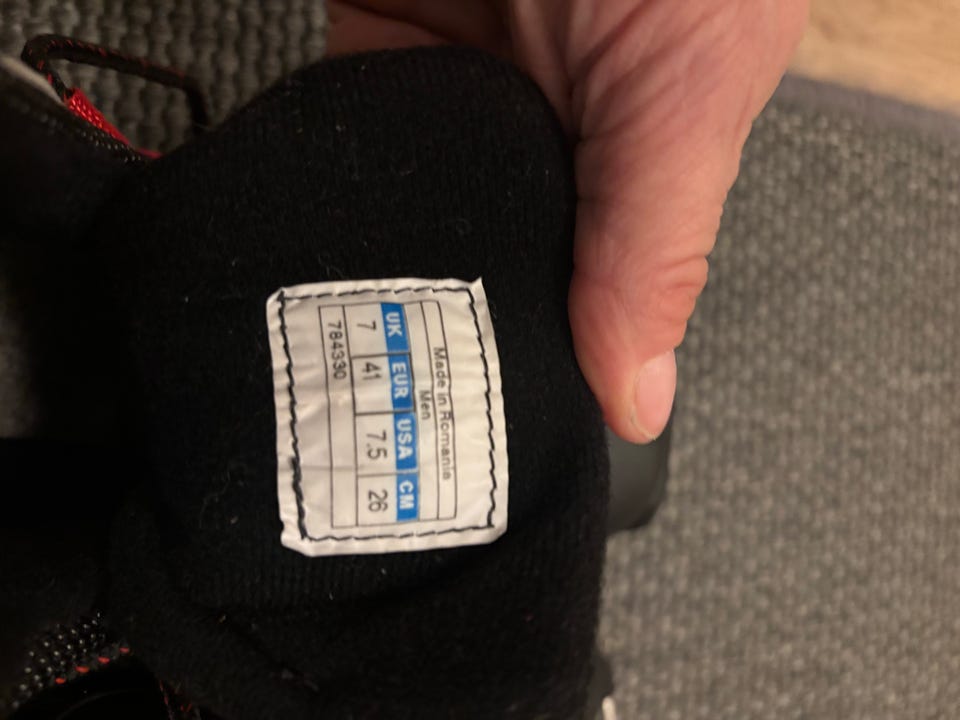 Made in Romania
Men
UK EUR USA CM
7 41 7.5 26
784330